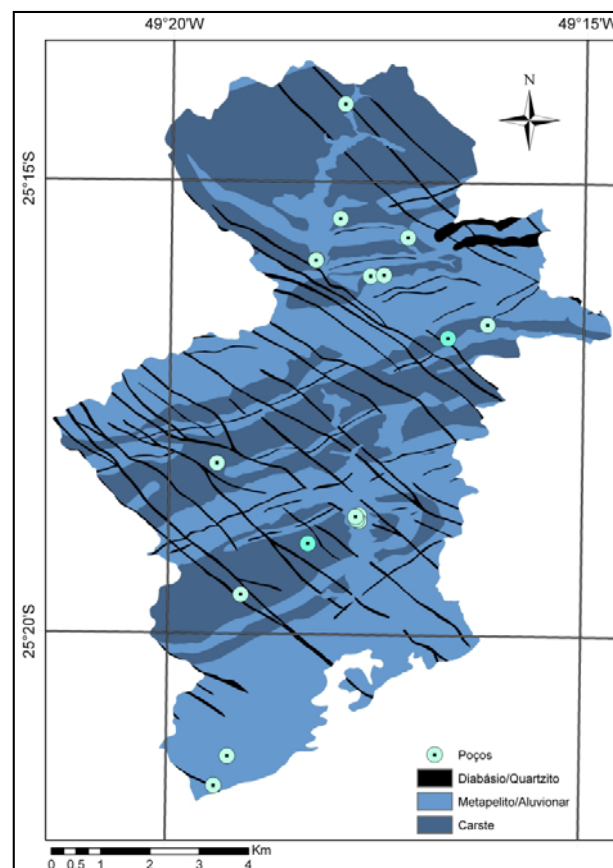 49°20'W 49°15'W
N
25°15'S
25°20'S
Poços
Diabásio/Quartzito
Metapelito/Aluvionar
Carste
Km
0 0.5 1 2 3 4